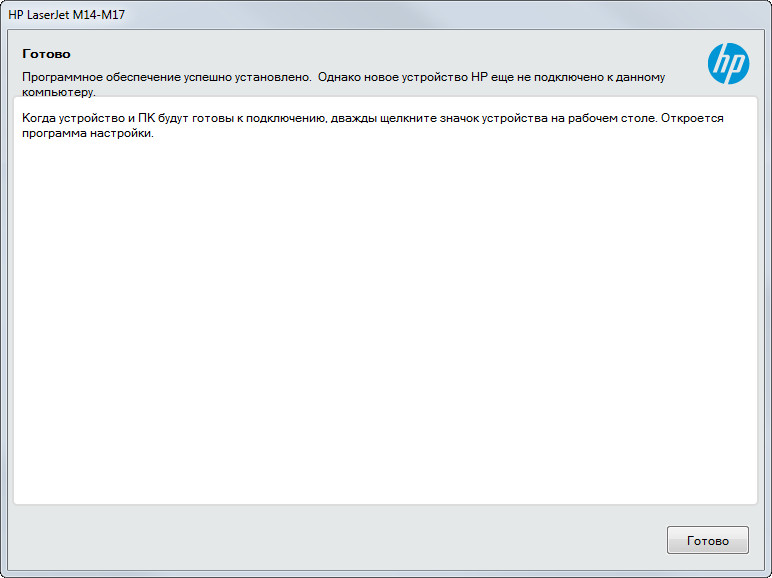 HP LaserJet M14-M17
Готово
hp
Программное обеспечение успешно установлено.  Однако новое устройство HP еще не подключено к данному
компьютеру.
Когда устройство и ПК будут готовы к подключению, дважды щелкните значок устройства на рабочем столе. Откроется
программа настройки.
Готово